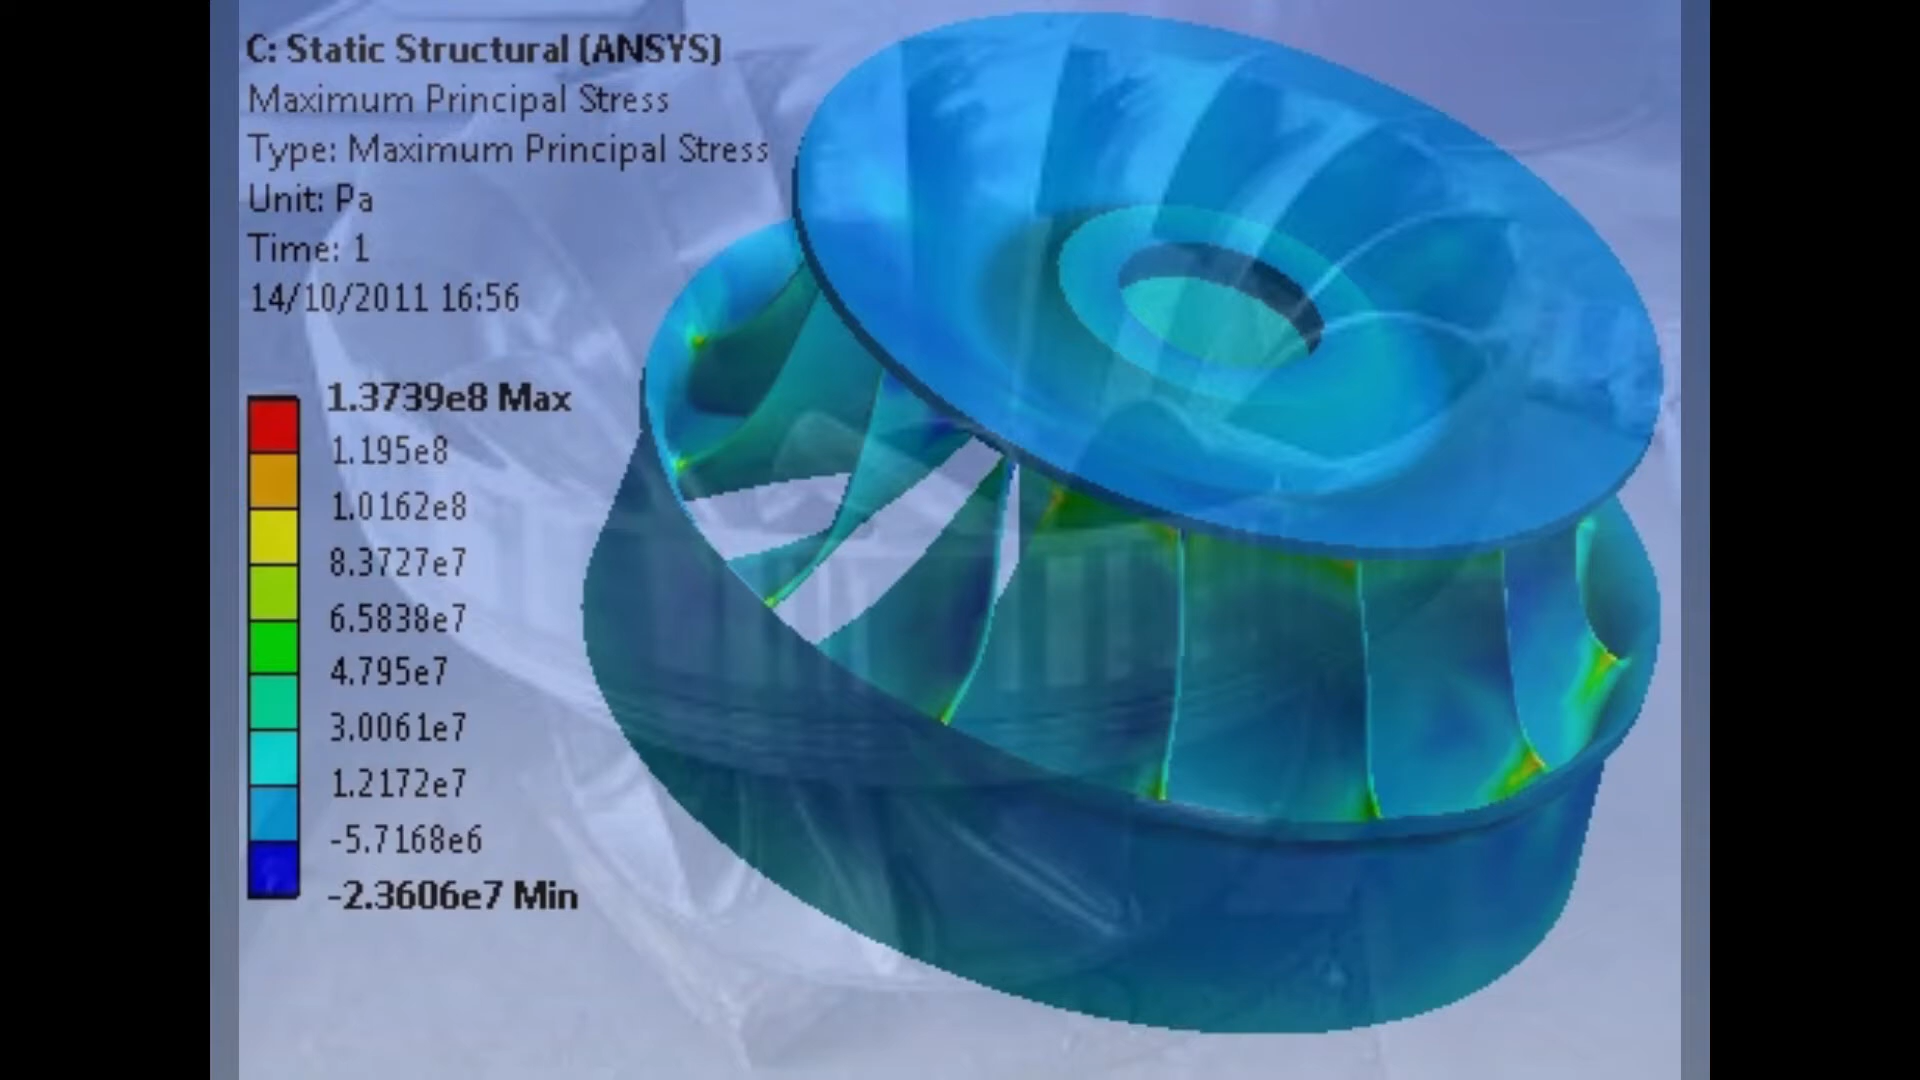 C: Static Structural (ANSYS)
Maximum Principal Stress
Type: Maximum Principal Stress
Unit: Pa
Time: 1
14/10/2011 16:56
1.3739e8 Max
1.195e8
1.0162e8
8.3727e7
6.5838e7
4.795e7
3.0061e7
1.2172e7
-5.7168e6
-2.3606e7 Min